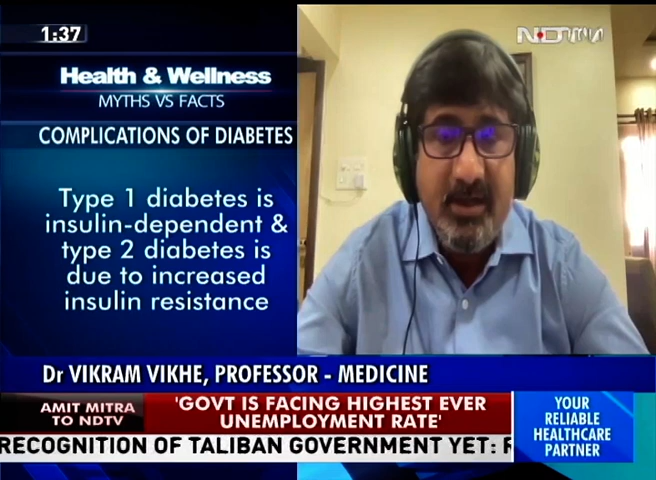 1:37
Health & Wellness
MYTHS VS FACTS
COMPLICATIONS OF DIABETES
Type 1 diabetes is
insulin-dependent &
type 2 diabetes is
due to increased
insulin resistance
Dr VIKRAM VIKHE, PROFESSOR - MEDICINE
AMIT MITRA
TO NDTV
'GOVT IS FACING HIGHEST EVER
UNEMPLOYMENT RATE'
RECOGNITION OF TALIBAN GOVERNMENT YET:
YOUR
RELIABLE
HEALTHCARE
PARTNER